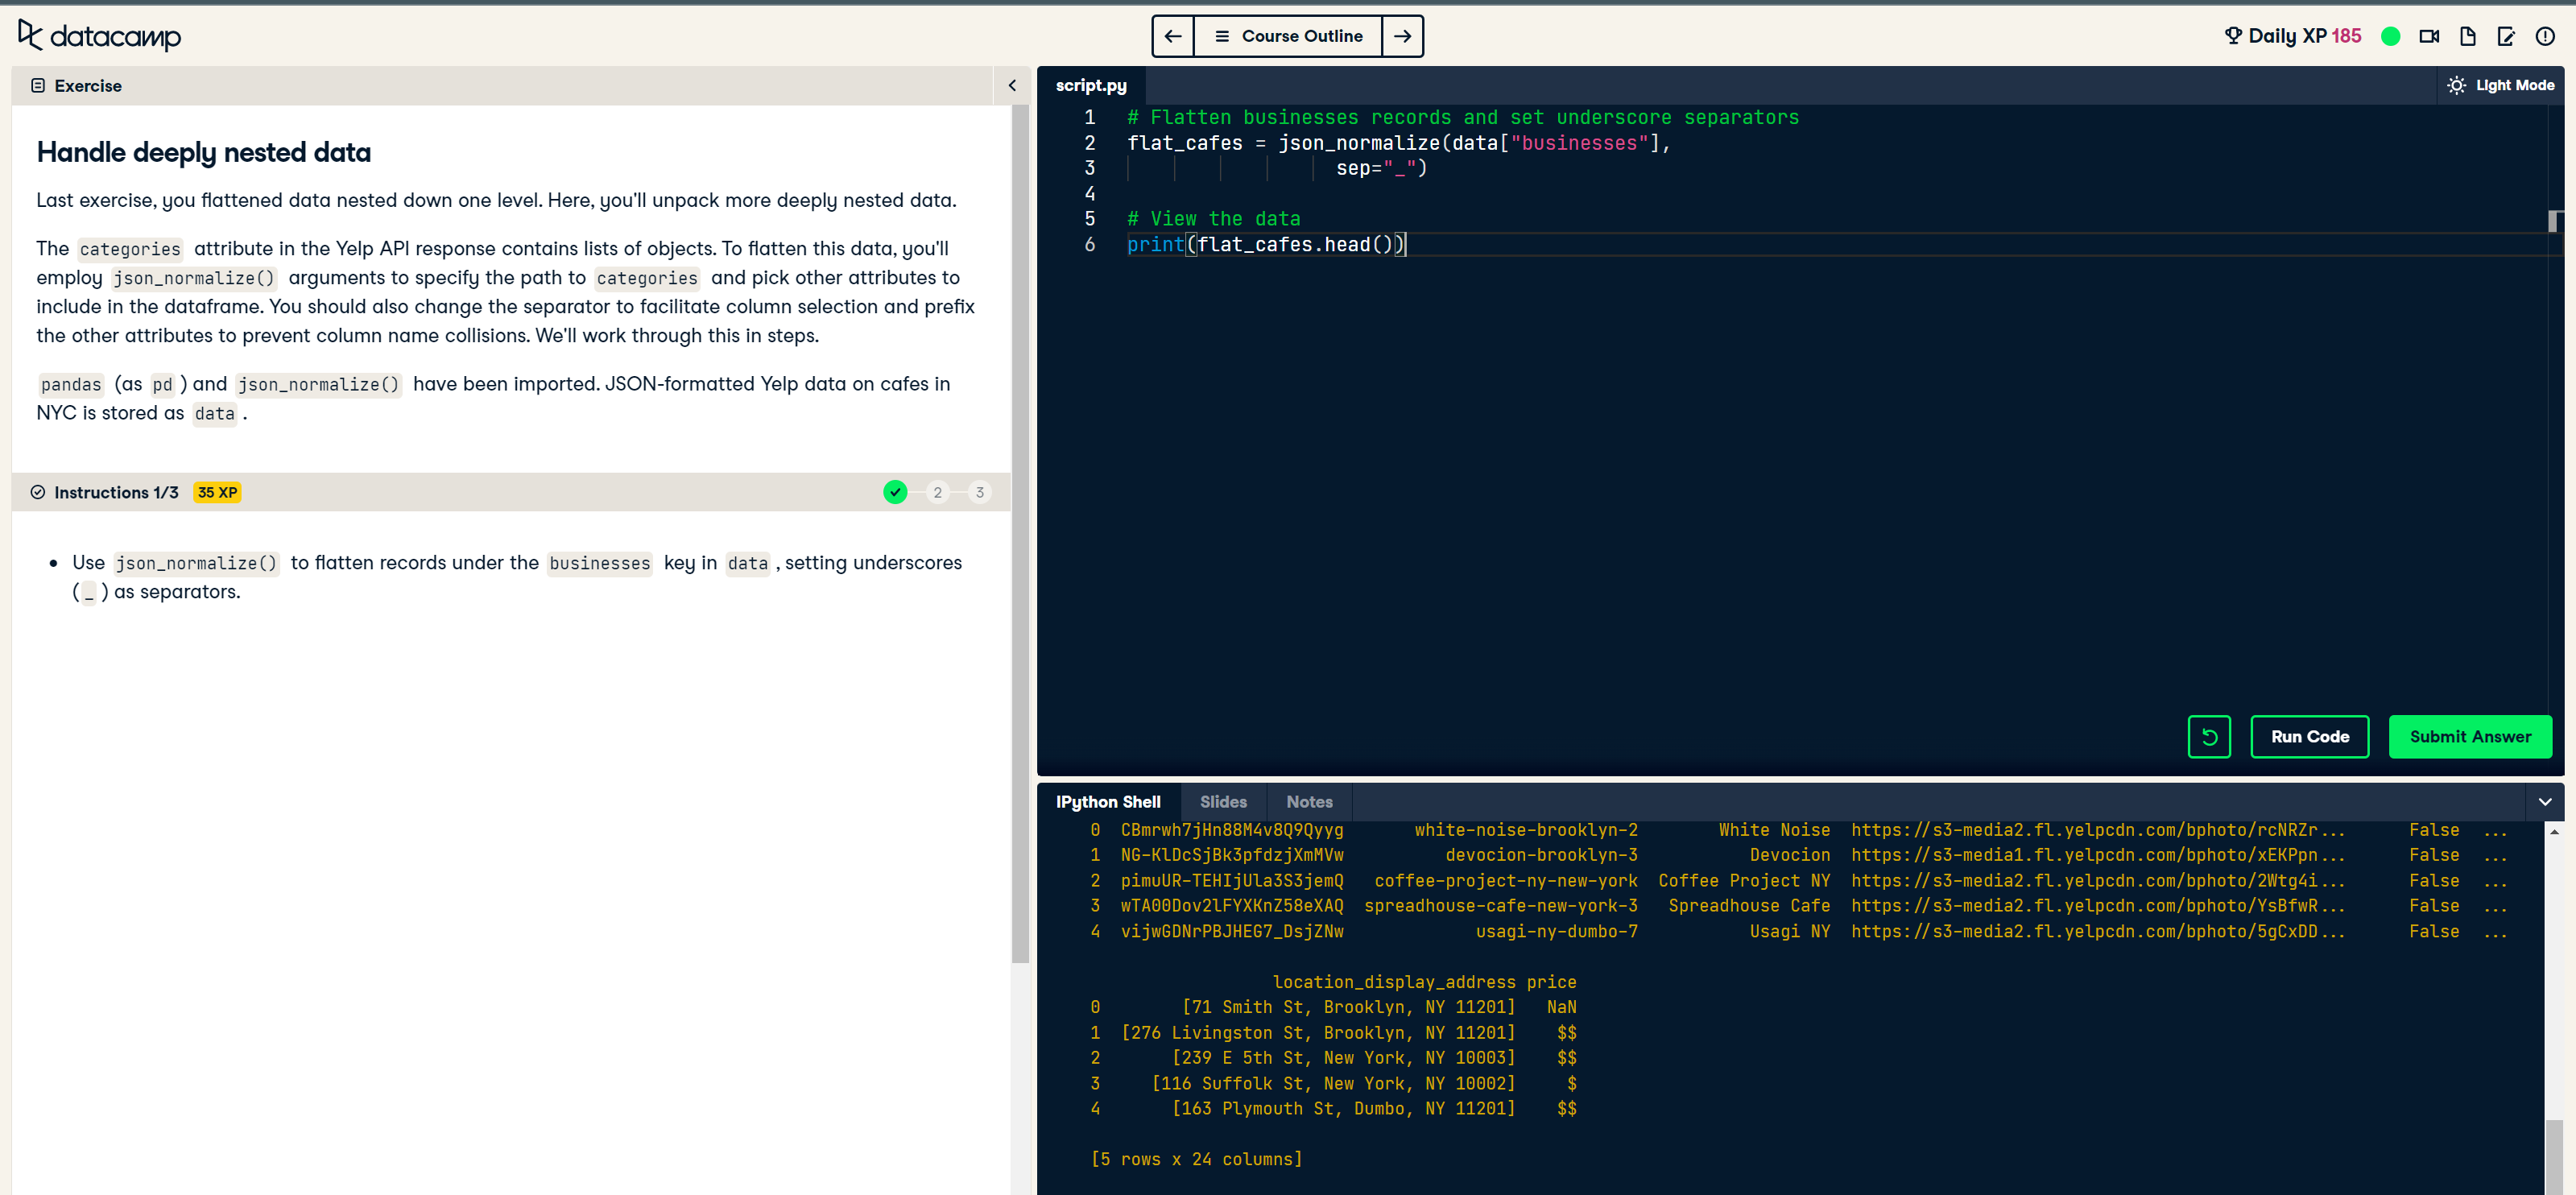 datacamp
Course Outline
Daily XP 185
Exercise
Handle deeply nested data
Last exercise, you flattened data nested down one level. Here, you'll unpack more deeply nested data.
The categories attribute in the Yelp API response contains lists of objects. To flatten this data, you'll
employ json_normalize() arguments to specify the path to categories and pick other attributes to
include in the dataframe. You should also change the separator to facilitate column selection and prefix
the other attributes to prevent column name collisions. We'll work through this in steps.
pandas (as pd ) and json_normalize() have been imported. JSON-formatted Yelp data on cafes in
NYC is stored as data .
Instructions 1/3 35 XP 2 3
Use json_normalize() to flatten records under the businesses key in data , setting underscores
( _ ) as separators.
script.py
Light Mode
1 # Flatten businesses records and set underscore separators
2 flat_cafes = json_normalize(data["businesses"],
3 sep="_")
4
5 # View the data
6 print(flat_cafes.head())
Run Code
Submit Answer
IPython Shell Slides Notes
0 CBmrwh7jHn88M4v8Q9Qyyg white-noise-brooklyn-2 White Noise https://s3-media2.fl.yelpcdn.com/bphoto/rcNRZr... False ...
1 NG-KlDcSjBk3pfdzjXmMVw devocion-brooklyn-3 Devocion https://s3-media1.fl.yelpcdn.com/bphoto/xEKPpn... False ...
2 pimuUR-TEHIjUla3S3jemQ coffee-project-ny-new-york Coffee Project NY https://s3-media2.fl.yelpcdn.com/bphoto/2Wtg4i... False ...
3 wTA00Dov2lFYXKnZ58eXAQ spreadhouse-cafe-new-york-3 Spreadhouse Cafe https://s3-media2.fl.yelpcdn.com/bphoto/YsBfwR... False ...
4 vijwGDNrPBJHEG7_DsjZNw usagi-ny-dumbo-7 Usagi NY https://s3-media2.fl.yelpcdn.com/bphoto/5gCxDD... False ...
location_display_address price
0 [71 Smith St, Brooklyn, NY 11201] NaN
1 [276 Livingston St, Brooklyn, NY 11201] $$
2 [239 E 5th St, New York, NY 10003] $$
3 [116 Suffolk St, New York, NY 10002] $
4 [163 Plymouth St, Dumbo, NY 11201] $$
[5 rows x 24 columns]